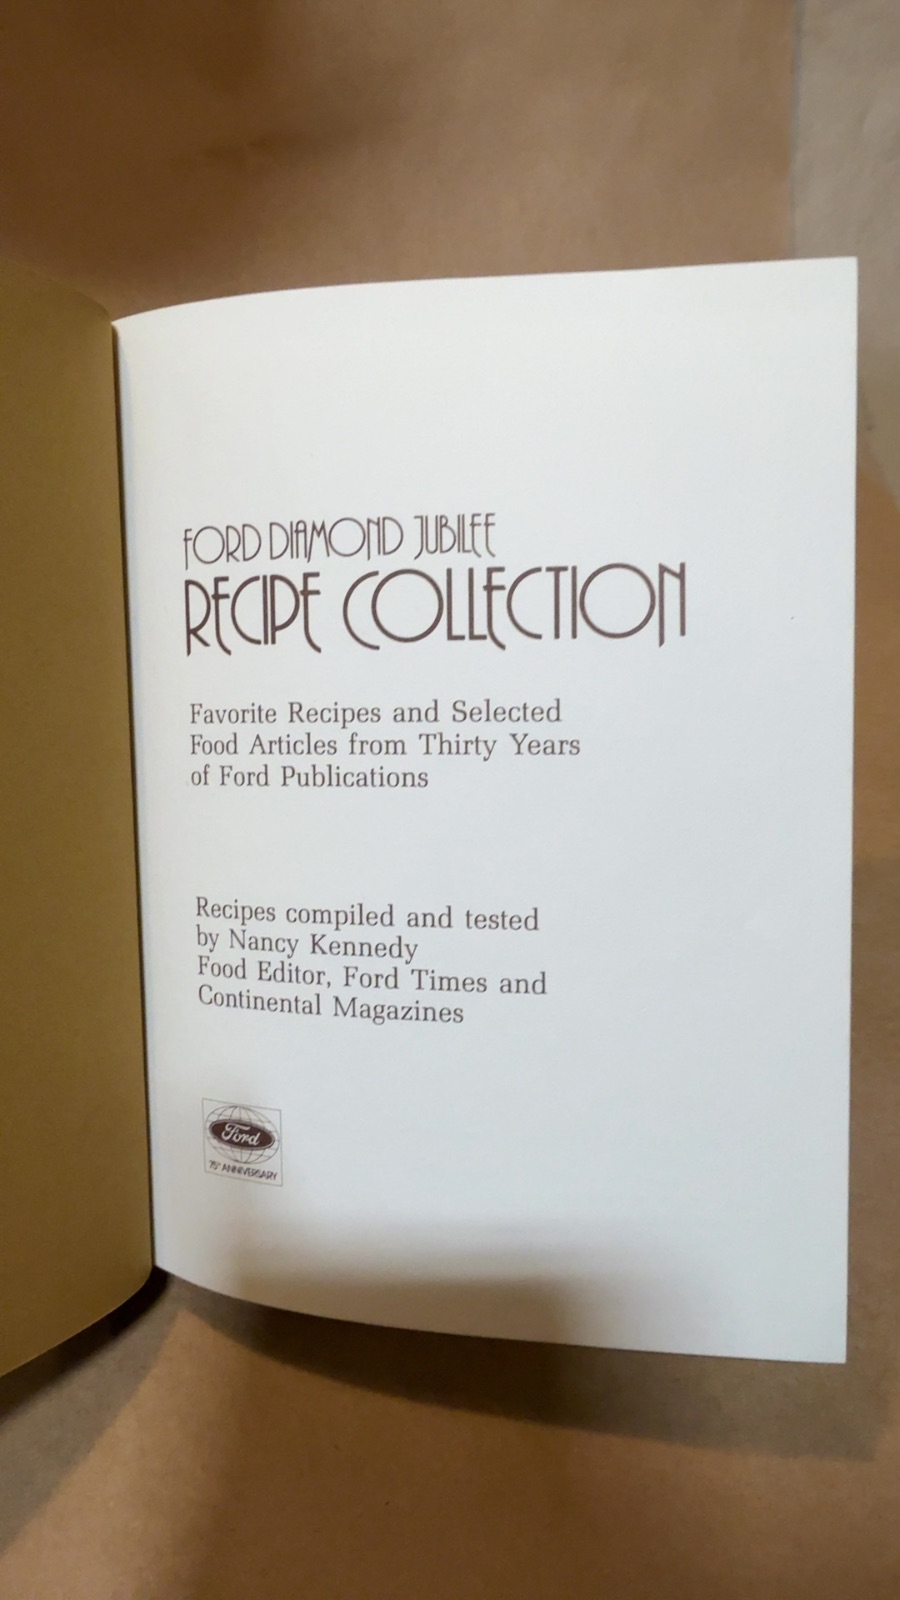 FORD DIAMOND JUBILEE
RECIPE COLLECTION
Favorite Recipes and Selected
Food Articles from Thirty Years
of Ford Publications
Recipes compiled and tested
by Nancy Kennedy
Food Editor, Ford Times and
Continental Magazines
Ford
75TH ANNIVERSARY